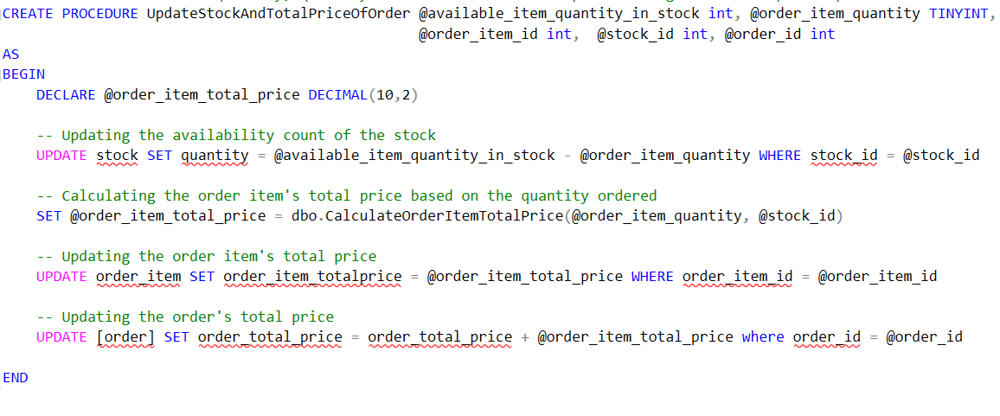 CREATE PROCEDURE UpdateStockAndTotalPriceOfOrder @available_item_quantity_in_stock int, @order_item_quantity TINYINT,
@order_item_id int, @stock_id int, @order_id int
AS
BEGIN
DECLARE @order_item_total_price DECIMAL(10,2)
-- Updating the availability count of the stock
UPDATE stock SET quantity = @available_item_quantity_in_stock - @order_item_quantity WHERE stock_id = @stock_id
-- Calculating the order item's total price based on the quantity ordered
SET @order_item_total_price = dbo.CalculateOrderItemTotalPrice(@order_item_quantity, @stock_id)
-- Updating the order item's total price
UPDATE order_item SET order_item_totalprice = @order_item_total_price WHERE order_item_id = @order_item_id
-- Updating the order's total price
UPDATE [order] SET order_total_price = order_total_price + @order_item_total_price where order_id = @order_id
END